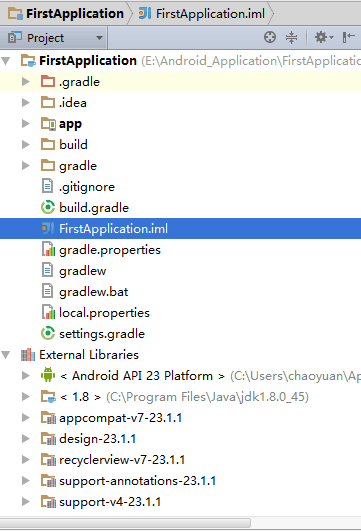 FirstApplication FirstApplication.iml
Project
FirstApplication (E:\Android_Application\FirstApplicatio
.gradle
.idea
app
build
gradle
.gitignore
build.gradle
FirstApplication.iml
gradle.properties
gradlew
gradlew.bat
local.properties
settings.gradle
External Libraries
< Android API 23 Platform > (C:\Users\chaoyuan\Ap
< 1.8 > (C:\Program Files\Java\jdk1.8.0_45)
appcompat-v7-23.1.1
design-23.1.1
recyclerview-v7-23.1.1
support-annotations-23.1.1
support-v4-23.1.1